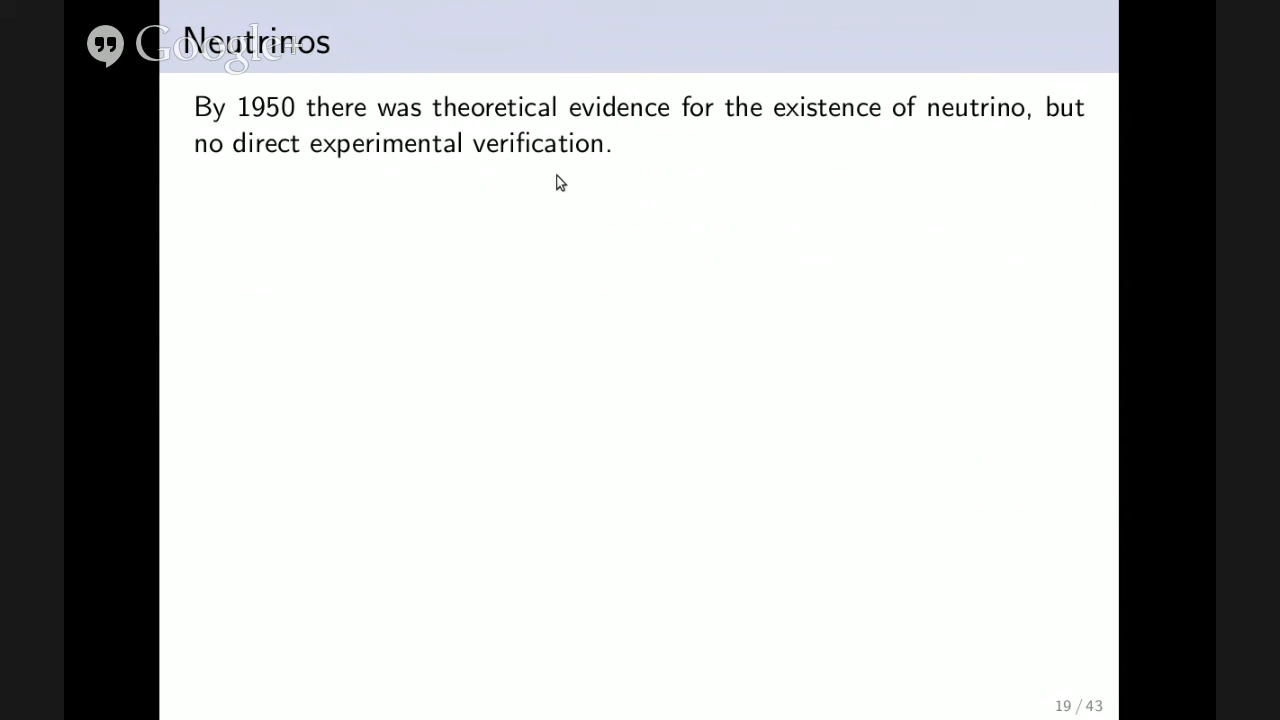 Neutrinos
Google+
By 1950 there was theoretical evidence for the existence of neutrino, but
no direct experimental verification.
19 / 43